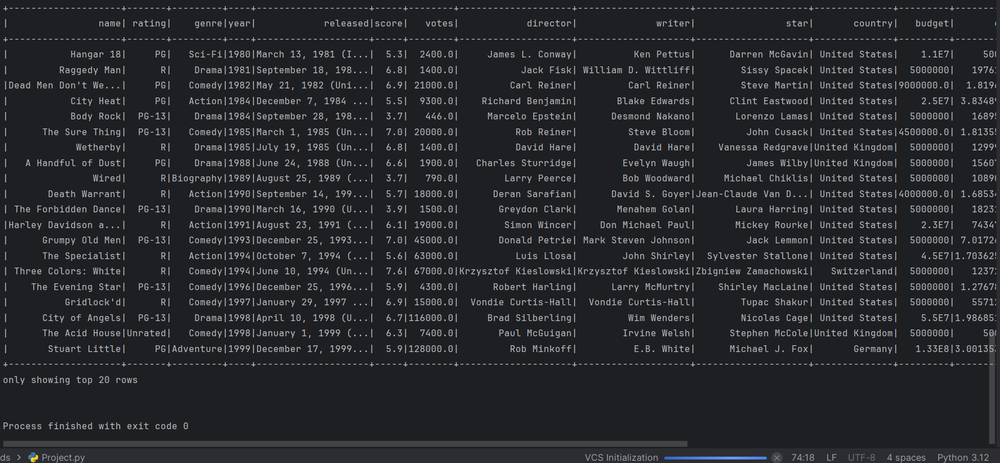 +--------------------+-------+---------+----+--------------------+-----+--------+--------------------+--------------------+--------------------+--------------+---------+--------
|                name| rating|    genre|year|            released|score|   votes|            director|              writer|                star|       country|   budget|
+--------------------+-------+---------+----+--------------------+-----+--------+--------------------+--------------------+--------------------+--------------+---------+--------
|           Hangar 18|     PG|   Sci-Fi|1980|March 13, 1981 (I...|  5.3|  2400.0|     James L. Conway|          Ken Pettus|      Darren McGavin| United States|    1.1E7|     500
|         Raggedy Man|      R|    Drama|1981|September 18, 198...|  6.8|  1400.0|           Jack Fisk| William D. Wittliff|        Sissy Spacek| United States|  5000000|   1976
|Dead Men Don't We...|     PG|   Comedy|1982|May 21, 1982 (Uni...|  6.9| 21000.0|         Carl Reiner|         Carl Reiner|        Steve Martin| United States|9000000.0|  1.819
|           City Heat|     PG|   Action|1984|December 7, 1984 ...|  5.5|  9300.0|    Richard Benjamin|       Blake Edwards|      Clint Eastwood| United States|    2.5E7| 3.8348
|           Body Rock|  PG-13|    Drama|1984|September 28, 198...|  3.7|   446.0|     Marcelo Epstein|      Desmond Nakano|       Lorenzo Lamas| United States|  5000000|   1689
|      The Sure Thing|  PG-13|   Comedy|1985|March 1, 1985 (Un...|  7.0| 20000.0|          Rob Reiner|         Steve Bloom|         John Cusack| United States|4500000.0| 1.8135
|            Wetherby|      R|    Drama|1985|July 19, 1985 (Un...|  6.8|  1400.0|          David Hare|          David Hare|    Vanessa Redgrave|United Kingdom|  5000000|   1299
|   A Handful of Dust|     PG|    Drama|1988|June 24, 1988 (Un...|  6.6|  1900.0|   Charles Sturridge|        Evelyn Waugh|         James Wilby|United Kingdom|  5000000|   1560
|               Wired|      R|Biography|1989|August 25, 1989 (...|  3.7|   790.0|        Larry Peerce|        Bob Woodward|     Michael Chiklis| United States|  5000000|   1089
|       Death Warrant|      R|   Action|1990|September 14, 199...|  5.7| 18000.0|      Deran Sarafian|      David S. Goyer|Jean-Claude Van D...| United States|4000000.0| 1.6853
| The Forbidden Dance|  PG-13|    Drama|1990|March 16, 1990 (U...|  3.9|  1500.0|       Greydon Clark|       Menahem Golan|       Laura Harring| United States|  5000000|   1823
|Harley Davidson a...|      R|   Action|1991|August 23, 1991 (...|  6.1| 19000.0|        Simon Wincer|    Don Michael Paul|       Mickey Rourke| United States|    2.3E7|   7434
|      Grumpy Old Men|  PG-13|   Comedy|1993|December 25, 1993...|  7.0| 45000.0|       Donald Petrie| Mark Steven Johnson|         Jack Lemmon| United States|  5000000| 7.0172
|      The Specialist|      R|   Action|1994|October 7, 1994 (...|  5.6| 63000.0|          Luis Llosa|        John Shirley|  Sylvester Stallone| United States|    4.5E7|1.70362
| Three Colors: White|      R|   Comedy|1994|June 10, 1994 (Un...|  7.6| 67000.0|Krzysztof Kieslowski|Krzysztof Kieslowski|Zbigniew Zamachowski|   Switzerland|  5000000|   1237
|    The Evening Star|  PG-13|   Comedy|1996|December 25, 1996...|  5.9|  4300.0|      Robert Harling|      Larry McMurtry|    Shirley MacLaine| United States|  5000000| 1.2767
|          Gridlock'd|      R|   Comedy|1997|January 29, 1997 ...|  6.9| 15000.0|  Vondie Curtis-Hall|  Vondie Curtis-Hall|        Tupac Shakur| United States|  5000000|   5571
|      City of Angels|  PG-13|    Drama|1998|April 10, 1998 (U...|  6.7|116000.0|     Brad Silberling|         Wim Wenders|        Nicolas Cage| United States|    5.5E7|1.98685
|      The Acid House|Unrated|   Comedy|1998|January 1, 1999 (...|  6.3|  7400.0|       Paul McGuigan|        Irvine Welsh|      Stephen McCole|United Kingdom|  5000000|     500
|       Stuart Little|     PG|Adventure|1999|December 17, 1999...|  5.9|128000.0|         Rob Minkoff|          E.B. White|      Michael J. Fox|       Germany|   1.33E8|3.00135
+--------------------+-------+---------+----+--------------------+-----+--------+--------------------+--------------------+--------------------+--------------+---------+--------
only showing top 20 rows
Process finished with exit code 0
ds > Project.py VCS Initialization 74:18 LF UTF-8 4 spaces Python 3.12